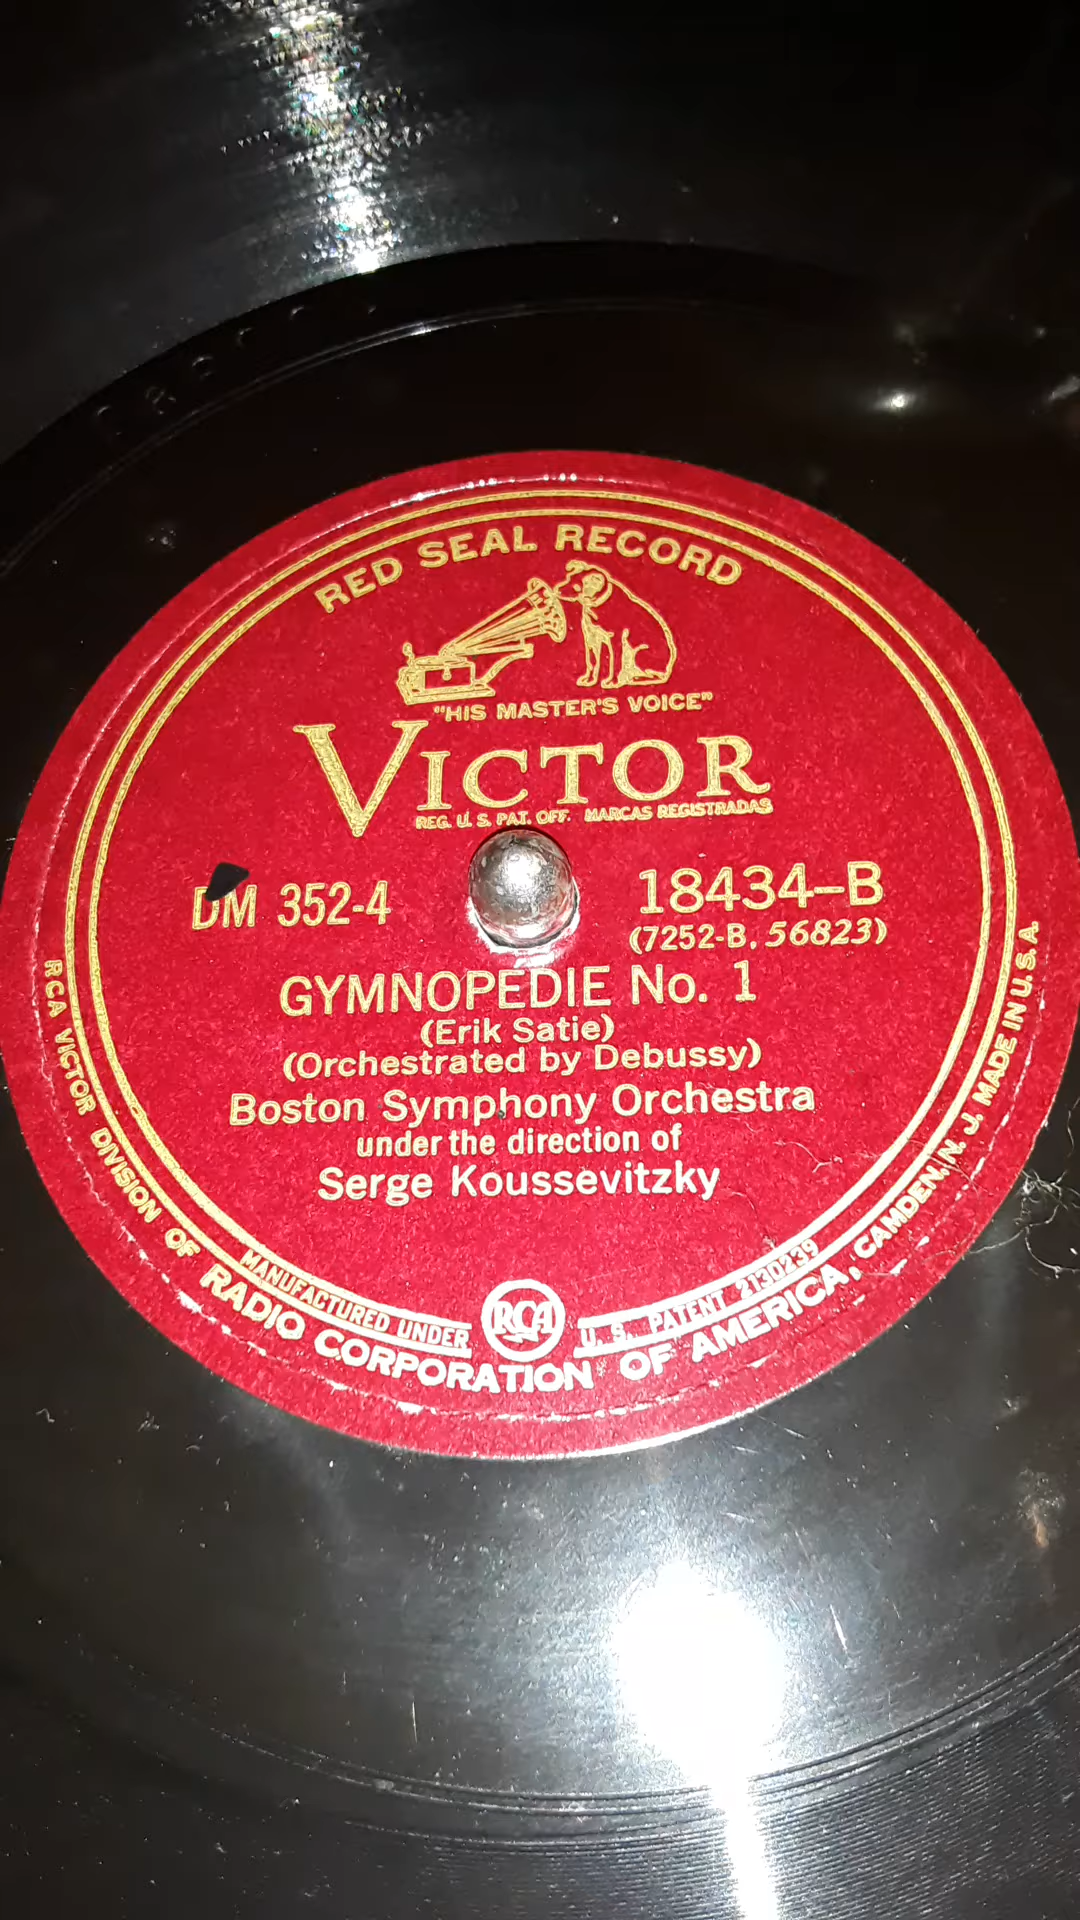 RED SEAL RECORD
"HIS MASTER'S VOICE"
VICTOR
REG. U. S. PAT. OFF. MARCAS REGISTRADAS
DM 352-4
18434-B
(7252-B, 56823)
GYMNOPEDIE No. 1
(Erik Satie)
(Orchestrated by Debussy)
Boston Symphony Orchestra
under the direction of
Serge Koussevitzky
MANUFACTURED UNDER RCA U. S. PATENT 2130239
RCA VICTOR DIVISION OF RADIO CORPORATION OF AMERICA, CAMDEN, N. J. MADE IN U.S.A.